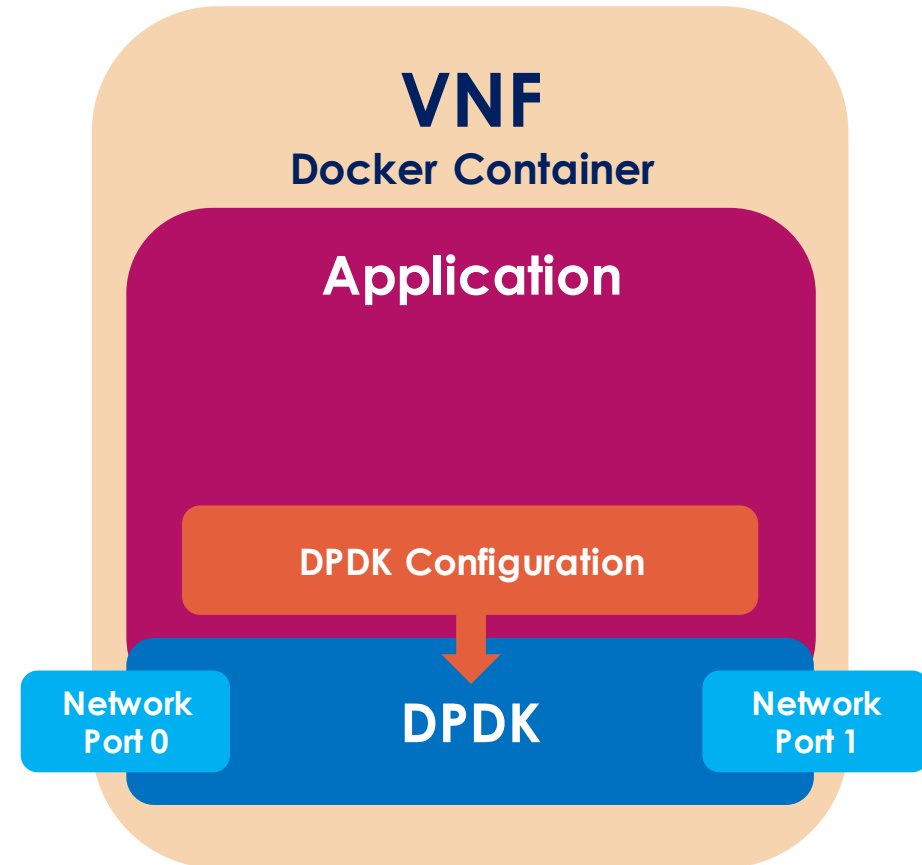 VNF
Docker Container
Application
DPDK Configuration
Network
Port 0
DPDK
Network
Port 1